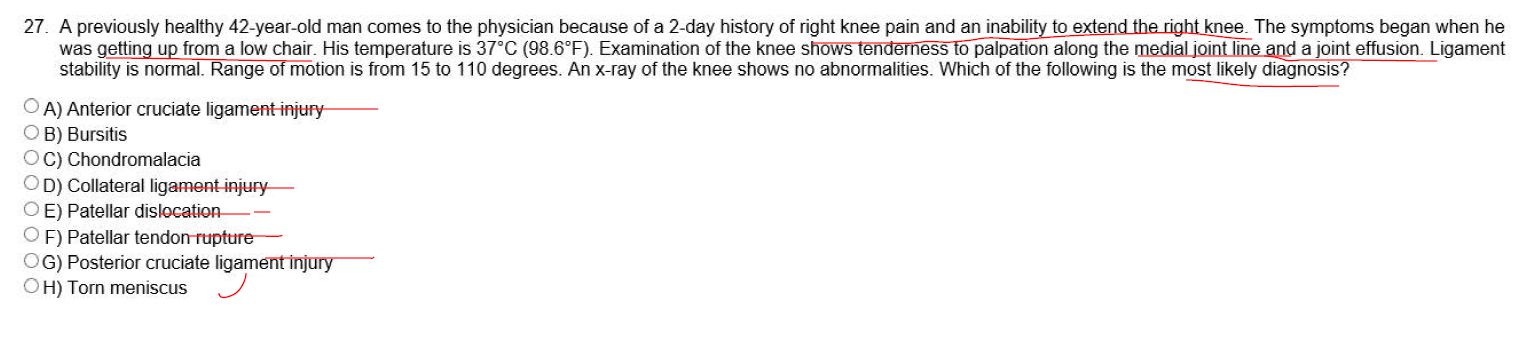 27. A previously healthy 42-year-old man comes to the physician because of a 2-day history of right knee pain and an inability to extend the right knee. The symptoms began when he
was getting up from a low chair. His temperature is 37°C (98.6°F). Examination of the knee shows tenderness to palpation along the medial joint line and a joint effusion. Ligament
stability is normal. Range of motion is from 15 to 110 degrees. An x-ray of the knee shows no abnormalities. Which of the following is the most likely diagnosis?
A) Anterior cruciate ligament injury
B) Bursitis
C) Chondromalacia
D) Collateral ligament injury
E) Patellar dislocation
F) Patellar tendon rupture
G) Posterior cruciate ligament injury
H) Torn meniscus